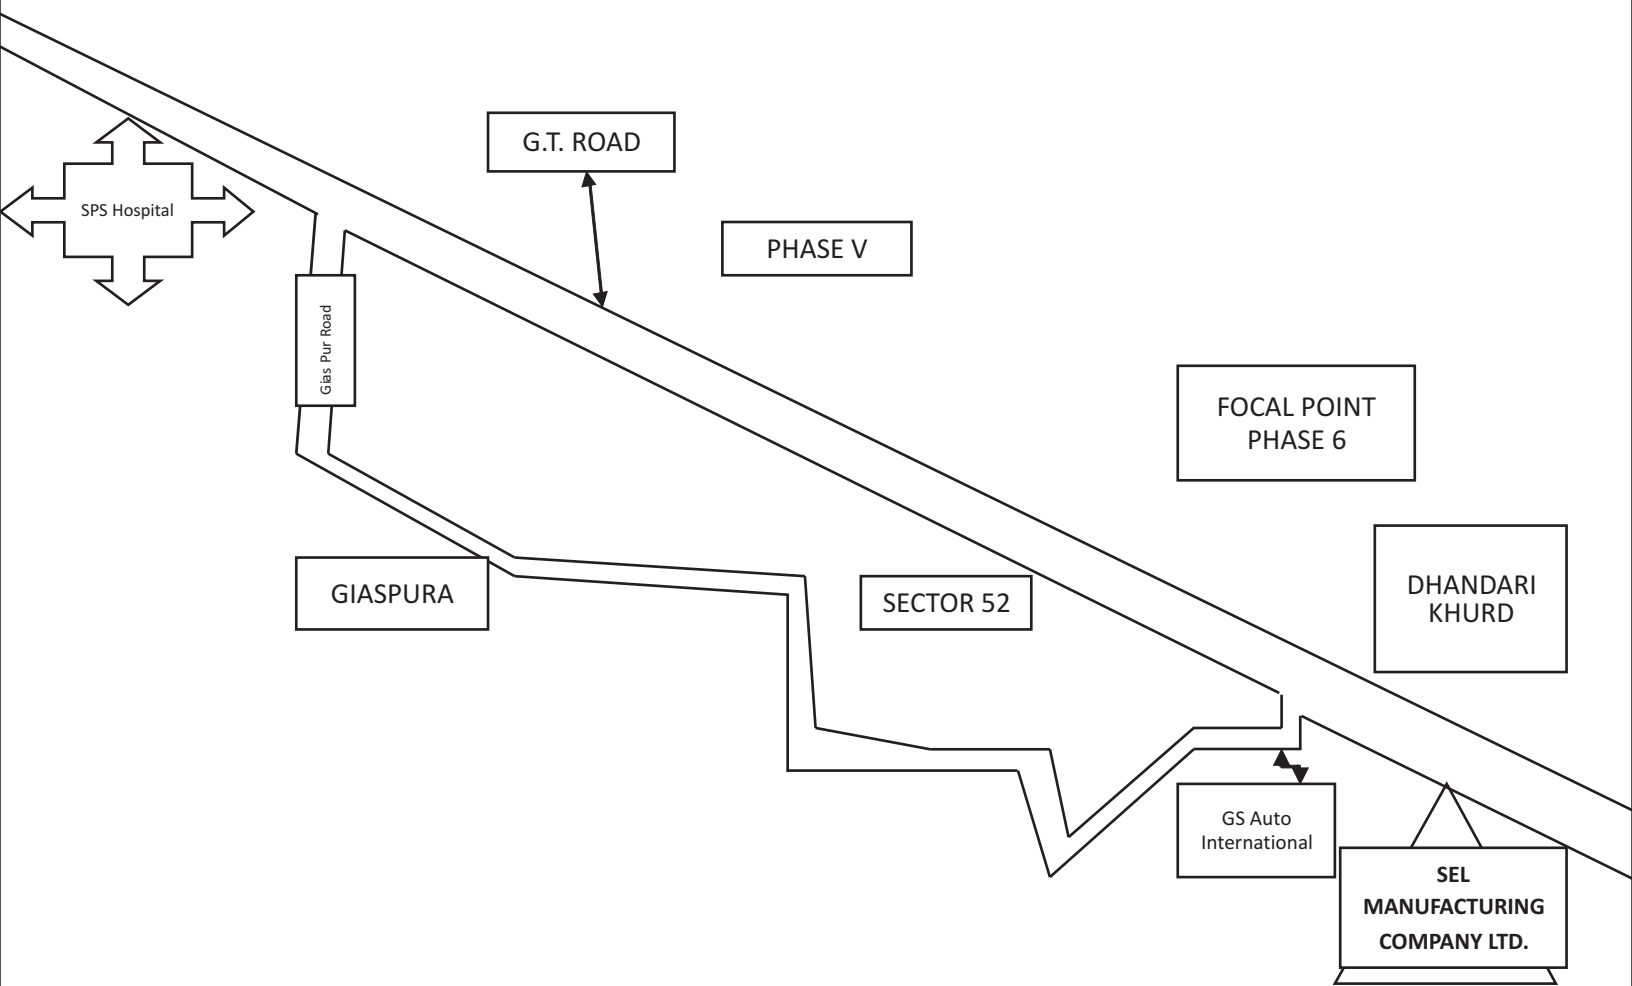 G.T. ROAD
SPS Hospital
PHASE V
Gias Pur Road
FOCAL POINT
PHASE 6
GIASPURA
SECTOR 52
DHANDARI
KHURD
GS Auto
International
SEL
MANUFACTURING
COMPANY LTD.